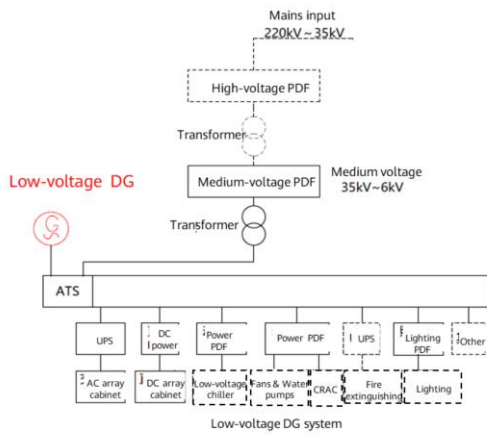 Mains input
220kV~35kV
High-voltage PDF
Transformer
Medium-voltage PDF
Medium voltage
35kV~6kV
Low-voltage DG
G
Transformer
ATS
UPS
DC
power
Power
PDF
Power PDF
UPS
Lighting
PDF
Other
AC array
cabinet
DC array
cabinet
Low-voltage
chiller
Fans & Water
pumps
CRAC
Fire
extinguishing
Lighting
Low-voltage DG system